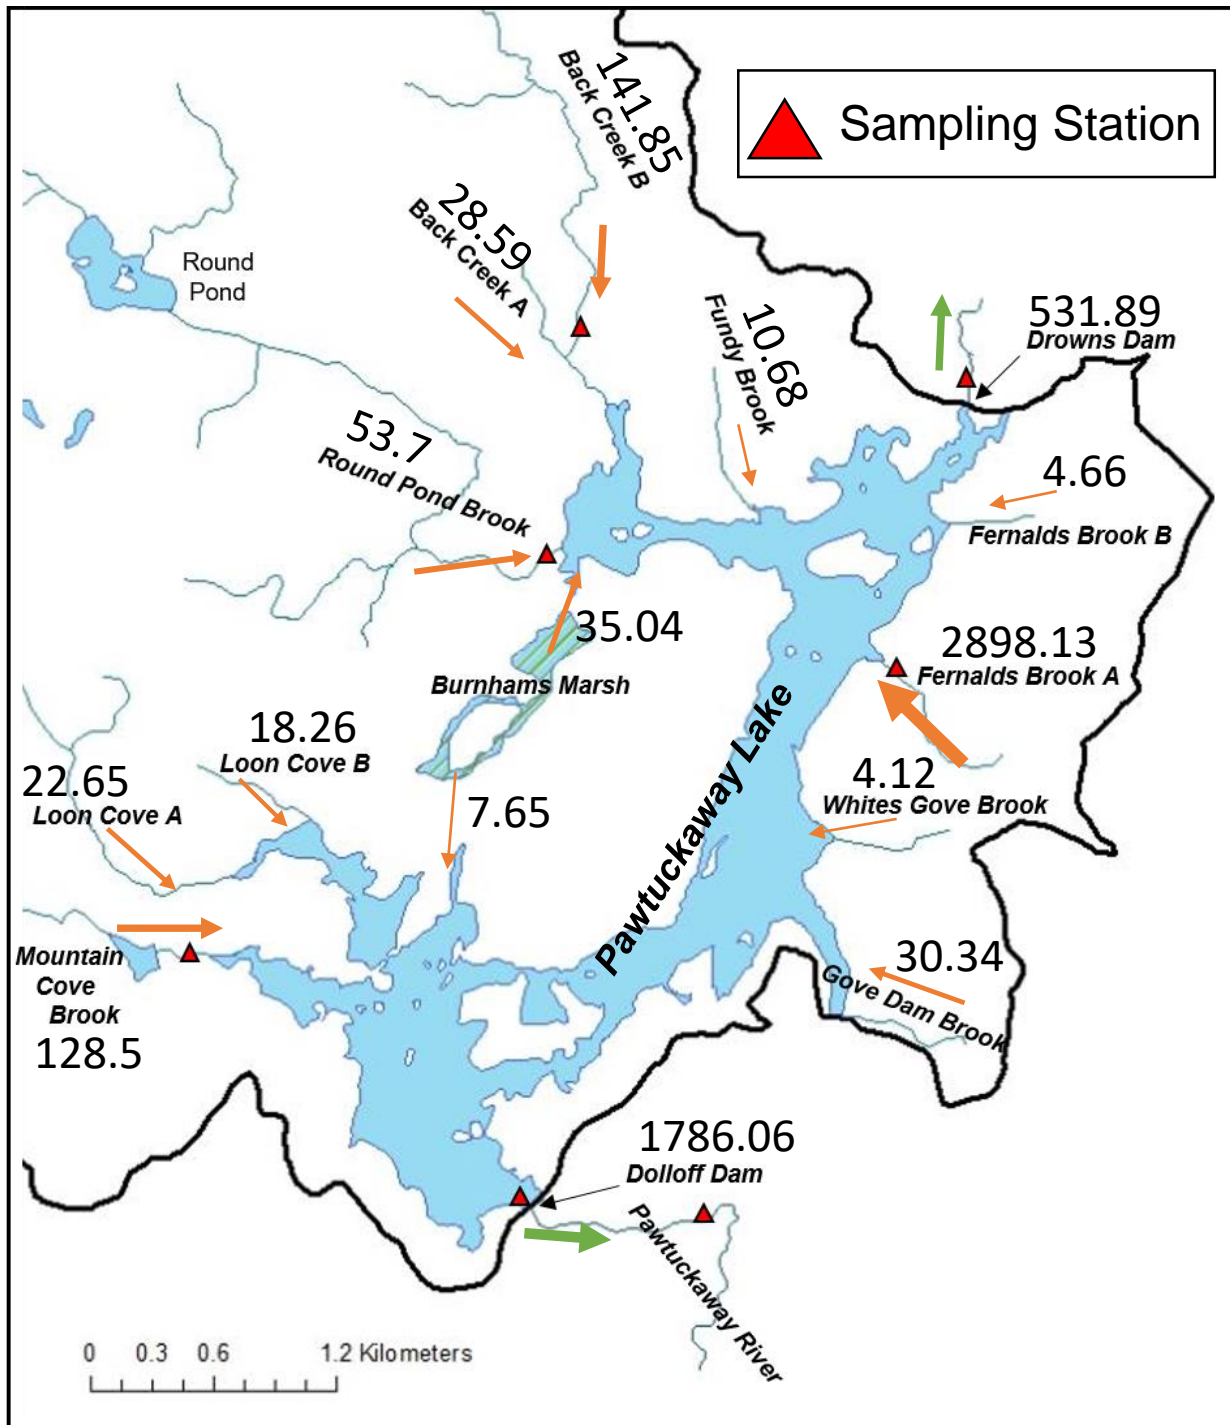 141.85
Back Creek B
Sampling Station
28.59
Back Creek A
Round
Pond
10.68
Fundy Brook
531.89
Drowns Dam
53.7
Round Pond Brook
4.66
Fernalds Brook B
35.04
Burnhams Marsh
2898.13
Fernalds Brook A
18.26
Loon Cove B
22.65
Loon Cove A
7.65
Pawtuckaway Lake
4.12
Whites Gove Brook
Mountain
Cove
Brook
128.5
30.34
Gove Dam Brook
1786.06
Dolloff Dam
Pawtuckaway River
0 0.3 0.6 1.2 Kilometers